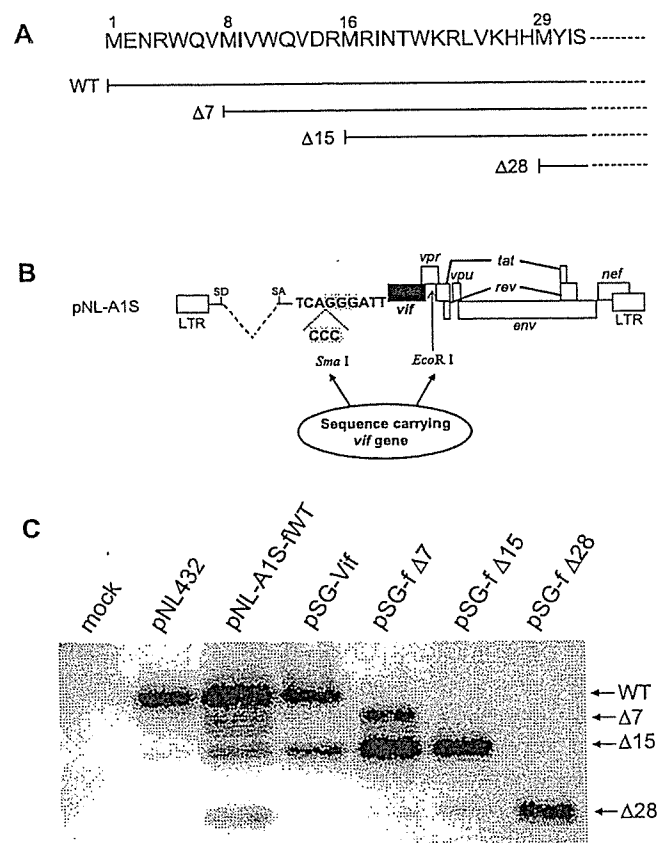 A
1 8 16 29
MENRWQVMIVWQVDRMRINTWKRLVKHHMYIS
WT
Δ7
Δ15
Δ28
B
pNL-A1S
LTR
SD
SA
TCAGGGATT
CCC
Sma I
vif
vpr
EcoR I
vpu
tat
rev
env
nef
LTR
Sequence carrying
vif gene
C
mock
pNL432
pNL-A1S-fWT
pSG-Vif
pSG-f Δ7
pSG-f Δ15
pSG-f Δ28
WT
Δ7
Δ15
Δ28